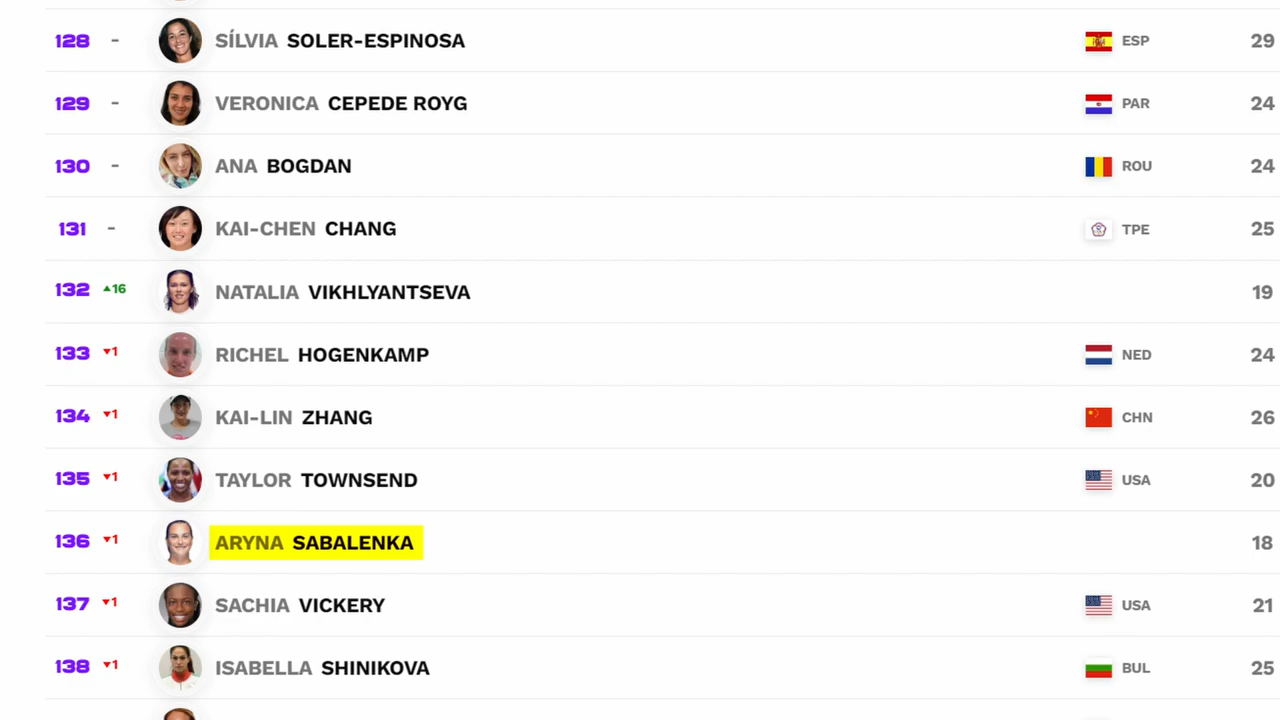 128 - SÍLVIA SOLER-ESPINOSA ESP 29
129 - VERONICA CEPEDE ROYG PAR 24
130 - ANA BOGDAN ROU 24
131 - KAI-CHEN CHANG TPE 25
132 ▲16 NATALIA VIKHLYANTSEVA 19
133 ▼1 RICHEL HOGENKAMP NED 24
134 ▼1 KAI-LIN ZHANG CHN 26
135 ▼1 TAYLOR TOWNSEND USA 20
136 ▼1 ARYNA SABALENKA 18
137 ▼1 SACHIA VICKERY USA 21
138 ▼1 ISABELLA SHINIKOVA BUL 25